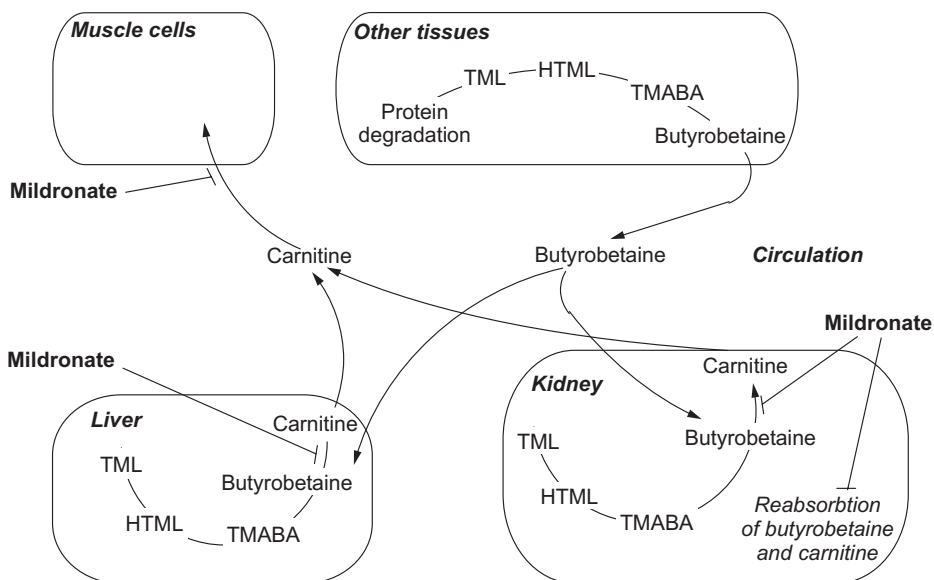 Muscle cells
Other tissues
TML
HTML
TMABA
Protein
degradation
Butyrobetaine
Mildronate
Carnitine
Butyrobetaine
Circulation
Mildronate
Mildronate
Carnitine
Kidney
Liver
Carnitine
Butyrobetaine
TML
TML
Butyrobetaine
HTML
HTML
TMABA
TMABA
Reabsorbtion
of butyrobetaine
and carnitine